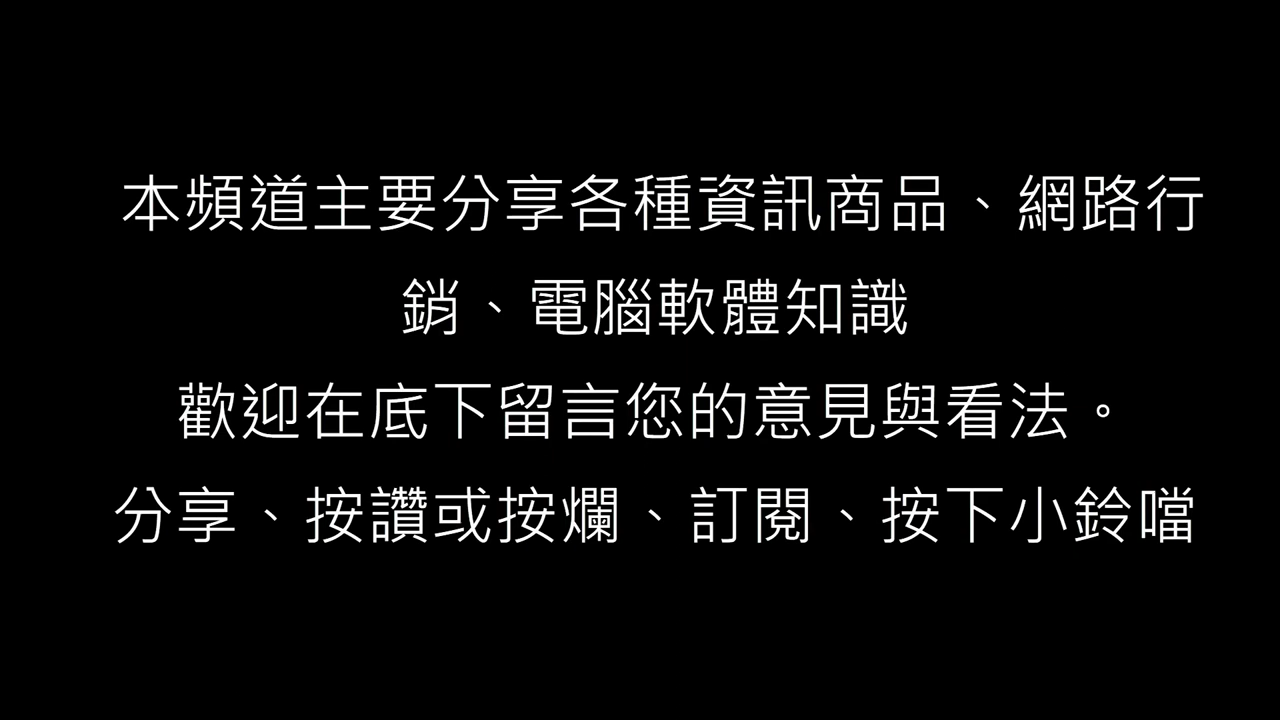 本頻道主要分享各種資訊商品、網路行
銷、電腦軟體知識
歡迎在底下留言您的意見與看法。
分享、按讚或按爛、訂閱、按下小鈴噹